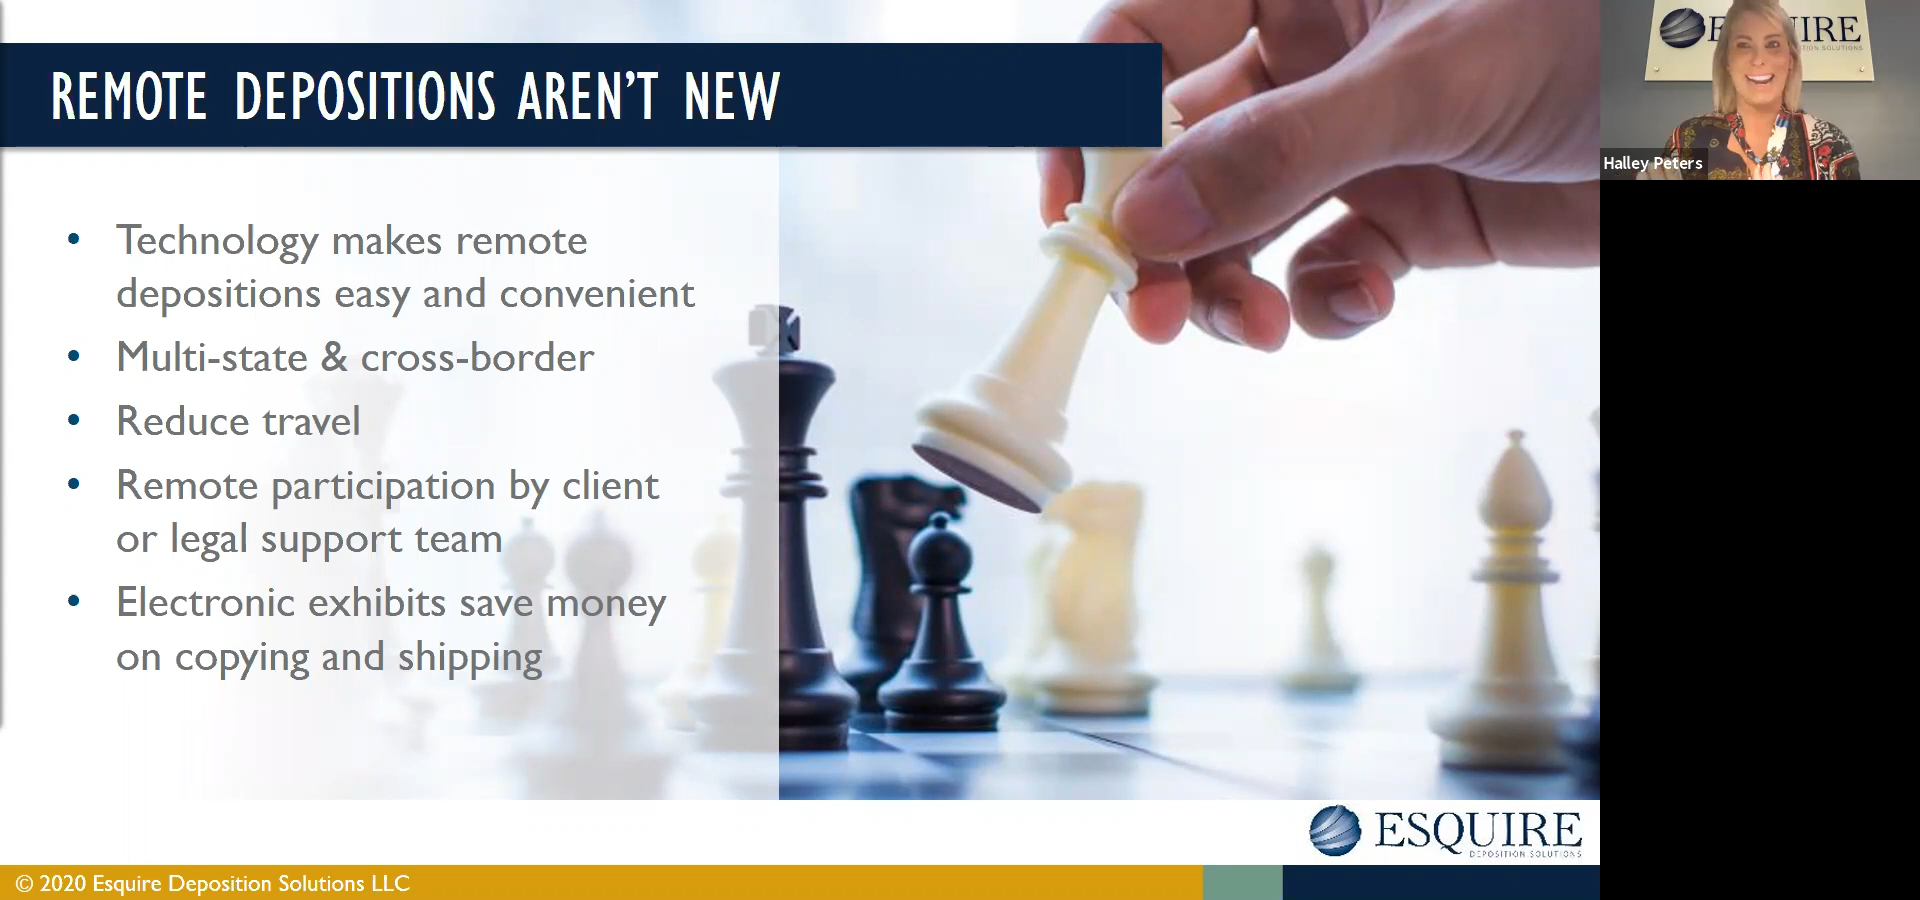 REMOTE DEPOSITIONS AREN'T NEW
• Technology makes remote
depositions easy and convenient
• Multi-state & cross-border
• Reduce travel
• Remote participation by client
or legal support team
• Electronic exhibits save money
on copying and shipping
ESQUIRE
DEPOSITION SOLUTIONS
© 2020 Esquire Deposition Solutions LLC
Halley Peters